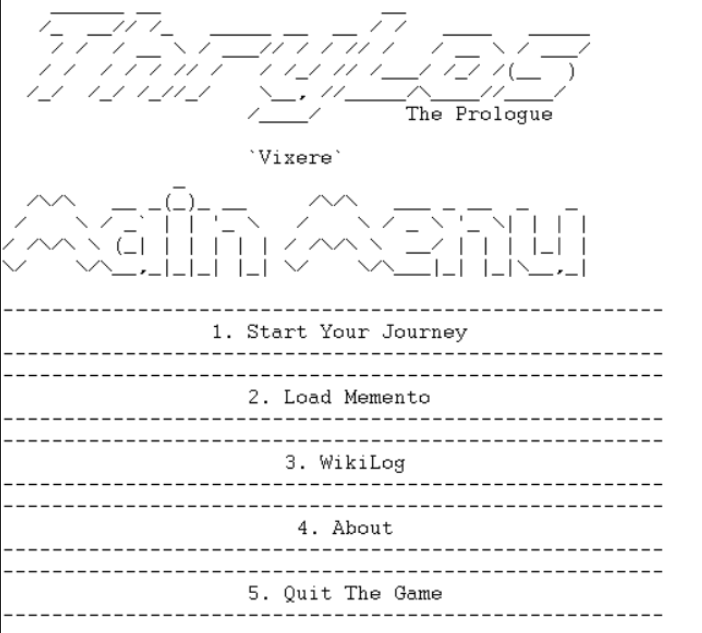 ThryLos
The Prologue
`Vixere`
Main Menu
1. Start Your Journey
2. Load Memento
3. WikiLog
4. About
5. Quit The Game